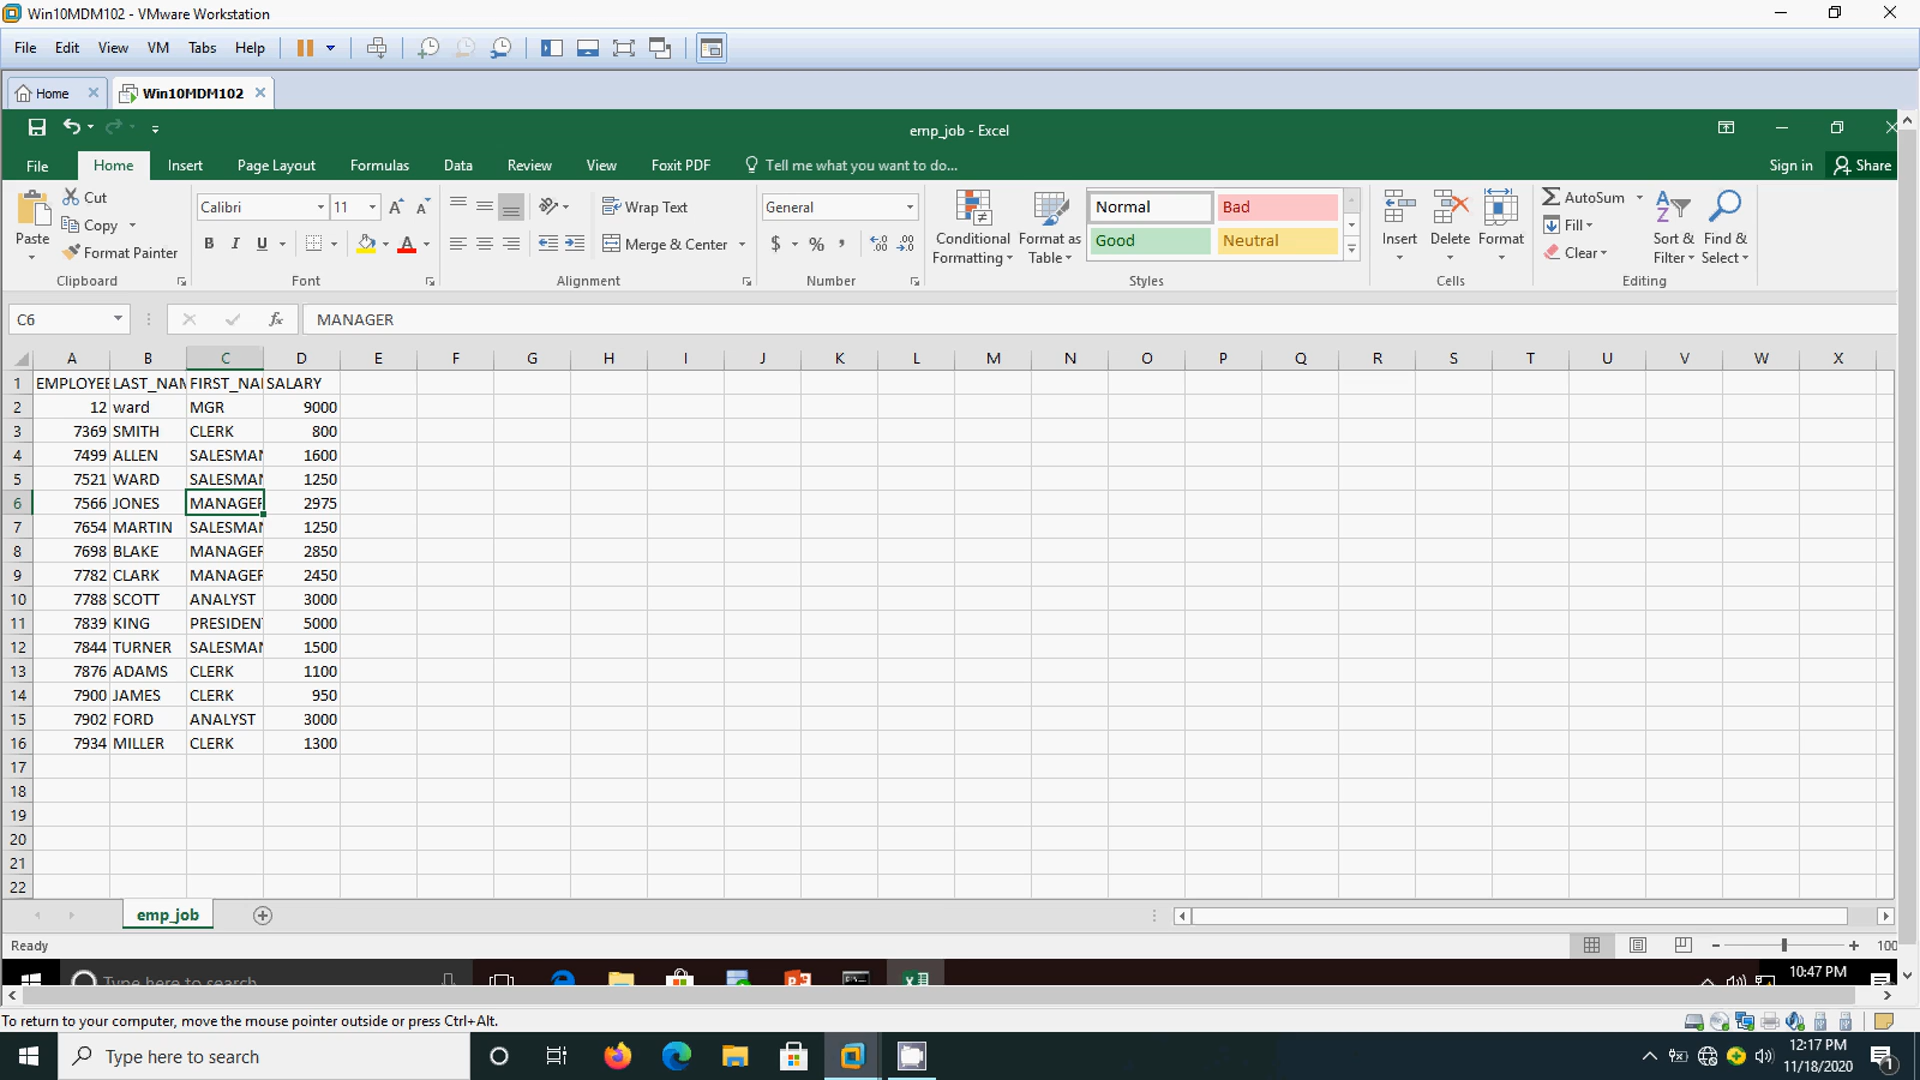 Win10MDM102 - VMware Workstation
File Edit View VM Tabs Help
Home Win10MDM102
emp_job - Excel
File Home Insert Page Layout Formulas Data Review View Foxit PDF Tell me what you want to do... Sign in Share
Paste Cut Copy Format Painter Clipboard
Calibri 11 B I U Font
Wrap Text Merge & Center Alignment
General $ % Number
Conditional Formatting Format as Table Normal Bad Good Neutral Styles
Insert Delete Format Cells
AutoSum Fill Clear Sort & Filter Find & Select Editing
C6 fx MANAGER
A B C D E F G H I J K L M N O P Q R S T U V W X
1 EMPLOYEE LAST_NAM FIRST_NAI SALARY
2 12 ward MGR 9000
3 7369 SMITH CLERK 800
4 7499 ALLEN SALESMAN 1600
5 7521 WARD SALESMAN 1250
6 7566 JONES MANAGER 2975
7 7654 MARTIN SALESMAN 1250
8 7698 BLAKE MANAGER 2850
9 7782 CLARK MANAGER 2450
10 7788 SCOTT ANALYST 3000
11 7839 KING PRESIDENT 5000
12 7844 TURNER SALESMAN 1500
13 7876 ADAMS CLERK 1100
14 7900 JAMES CLERK 950
15 7902 FORD ANALYST 3000
16 7934 MILLER CLERK 1300
17
18
19
20
21
22
emp_job
Ready 100
Type here to search 10:47 PM
To return to your computer, move the mouse pointer outside or press Ctrl+Alt.
Type here to search 12:17 PM
11/18/2020 1